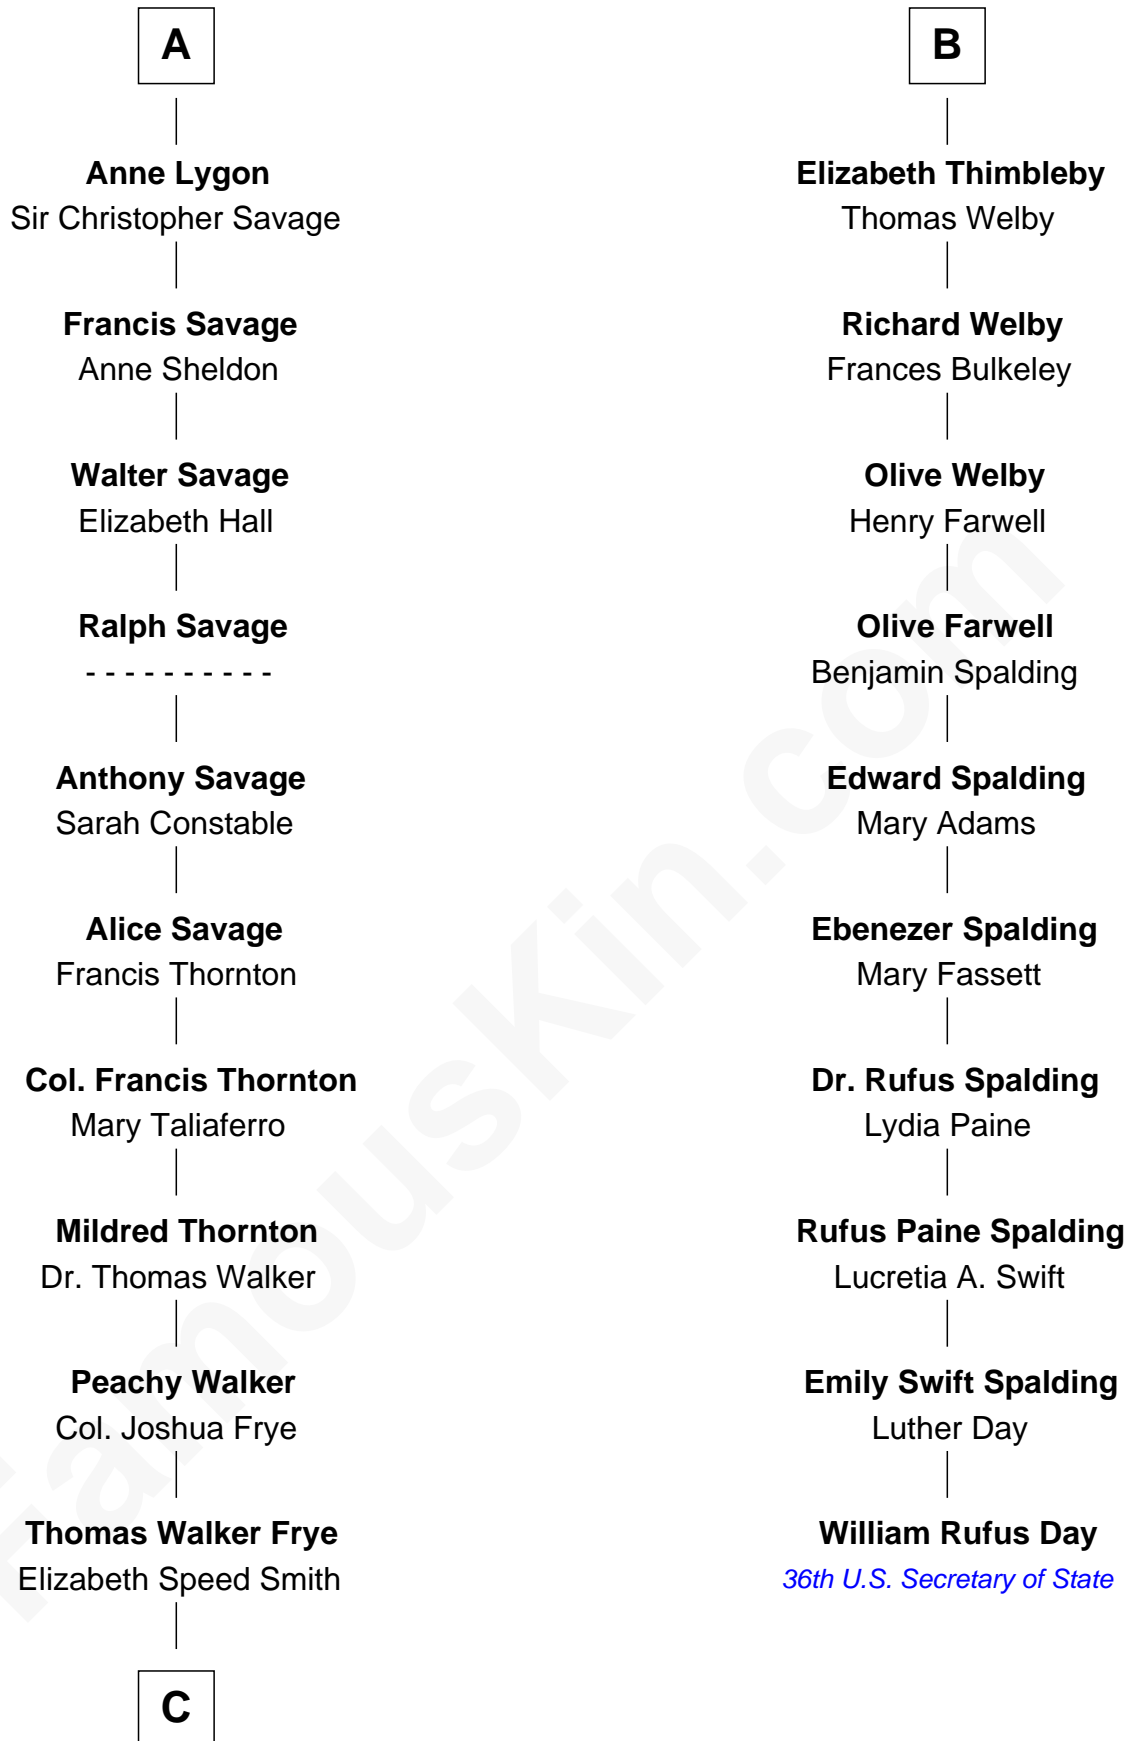 A
Anne Lygon
Sir Christopher Savage
Francis Savage
Anne Sheldon
Walter Savage
Elizabeth Hall
Ralph Savage
- - - - - - - - - -
Anthony Savage
Sarah Constable
Alice Savage
Francis Thornton
Col. Francis Thornton
Mary Taliaferro
Mildred Thornton
Dr. Thomas Walker
Peachy Walker
Col. Joshua Frye
Thomas Walker Frye
Elizabeth Speed Smith
C
B
Elizabeth Thimbleby
Thomas Welby
Richard Welby
Frances Bulkeley
Olive Welby
Henry Farwell
Olive Farwell
Benjamin Spalding
Edward Spalding
Mary Adams
Ebenezer Spalding
Mary Fassett
Dr. Rufus Spalding
Lydia Paine
Rufus Paine Spalding
Lucretia A. Swift
Emily Swift Spalding
Luther Day
William Rufus Day
36th U.S. Secretary of State
FamousKin.com